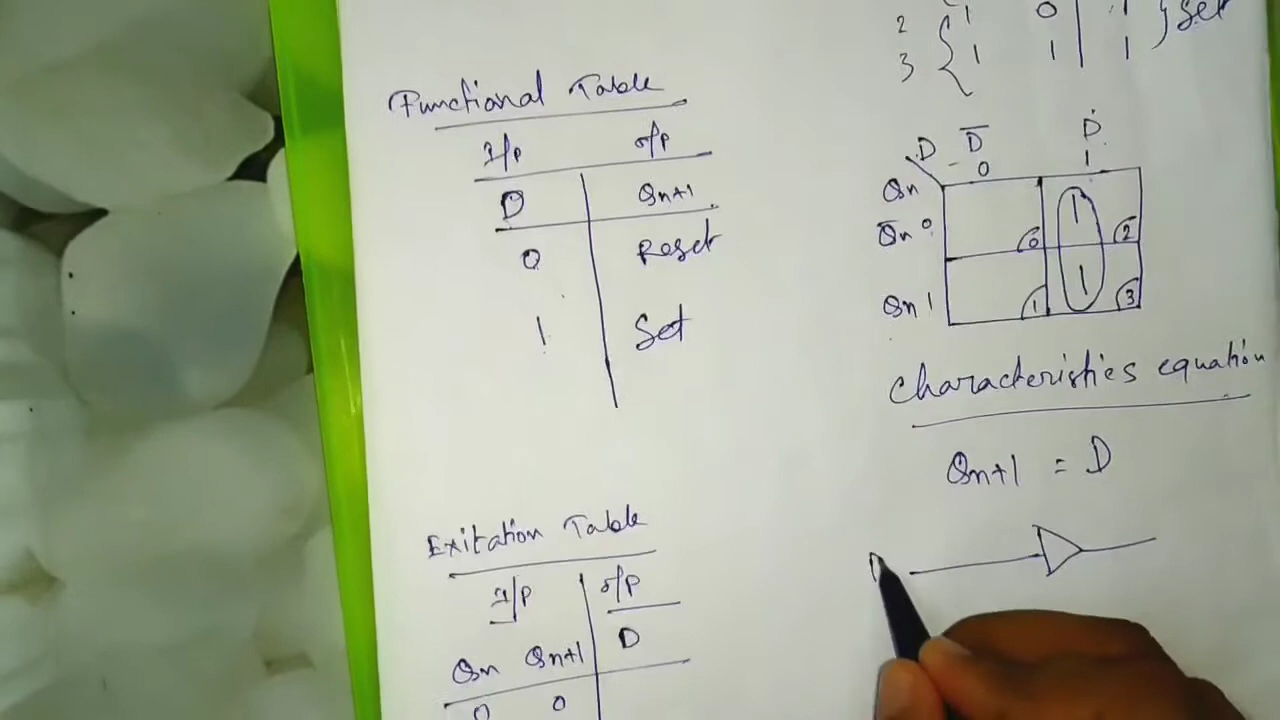 2 { 1 0 | 1 } Set
3 { 1 1 | 1
Functional Table
I/P O/P
D Qn+1
0 Reset
1 Set
D D̅ D
0 1
Qn
Q̅n 0 0 1 2
Qn 1 1 1 3
Characteristics equation
Qn+1 = D
D
Exitation Table
I/P O/P
Qn Qn+1 D
0 0